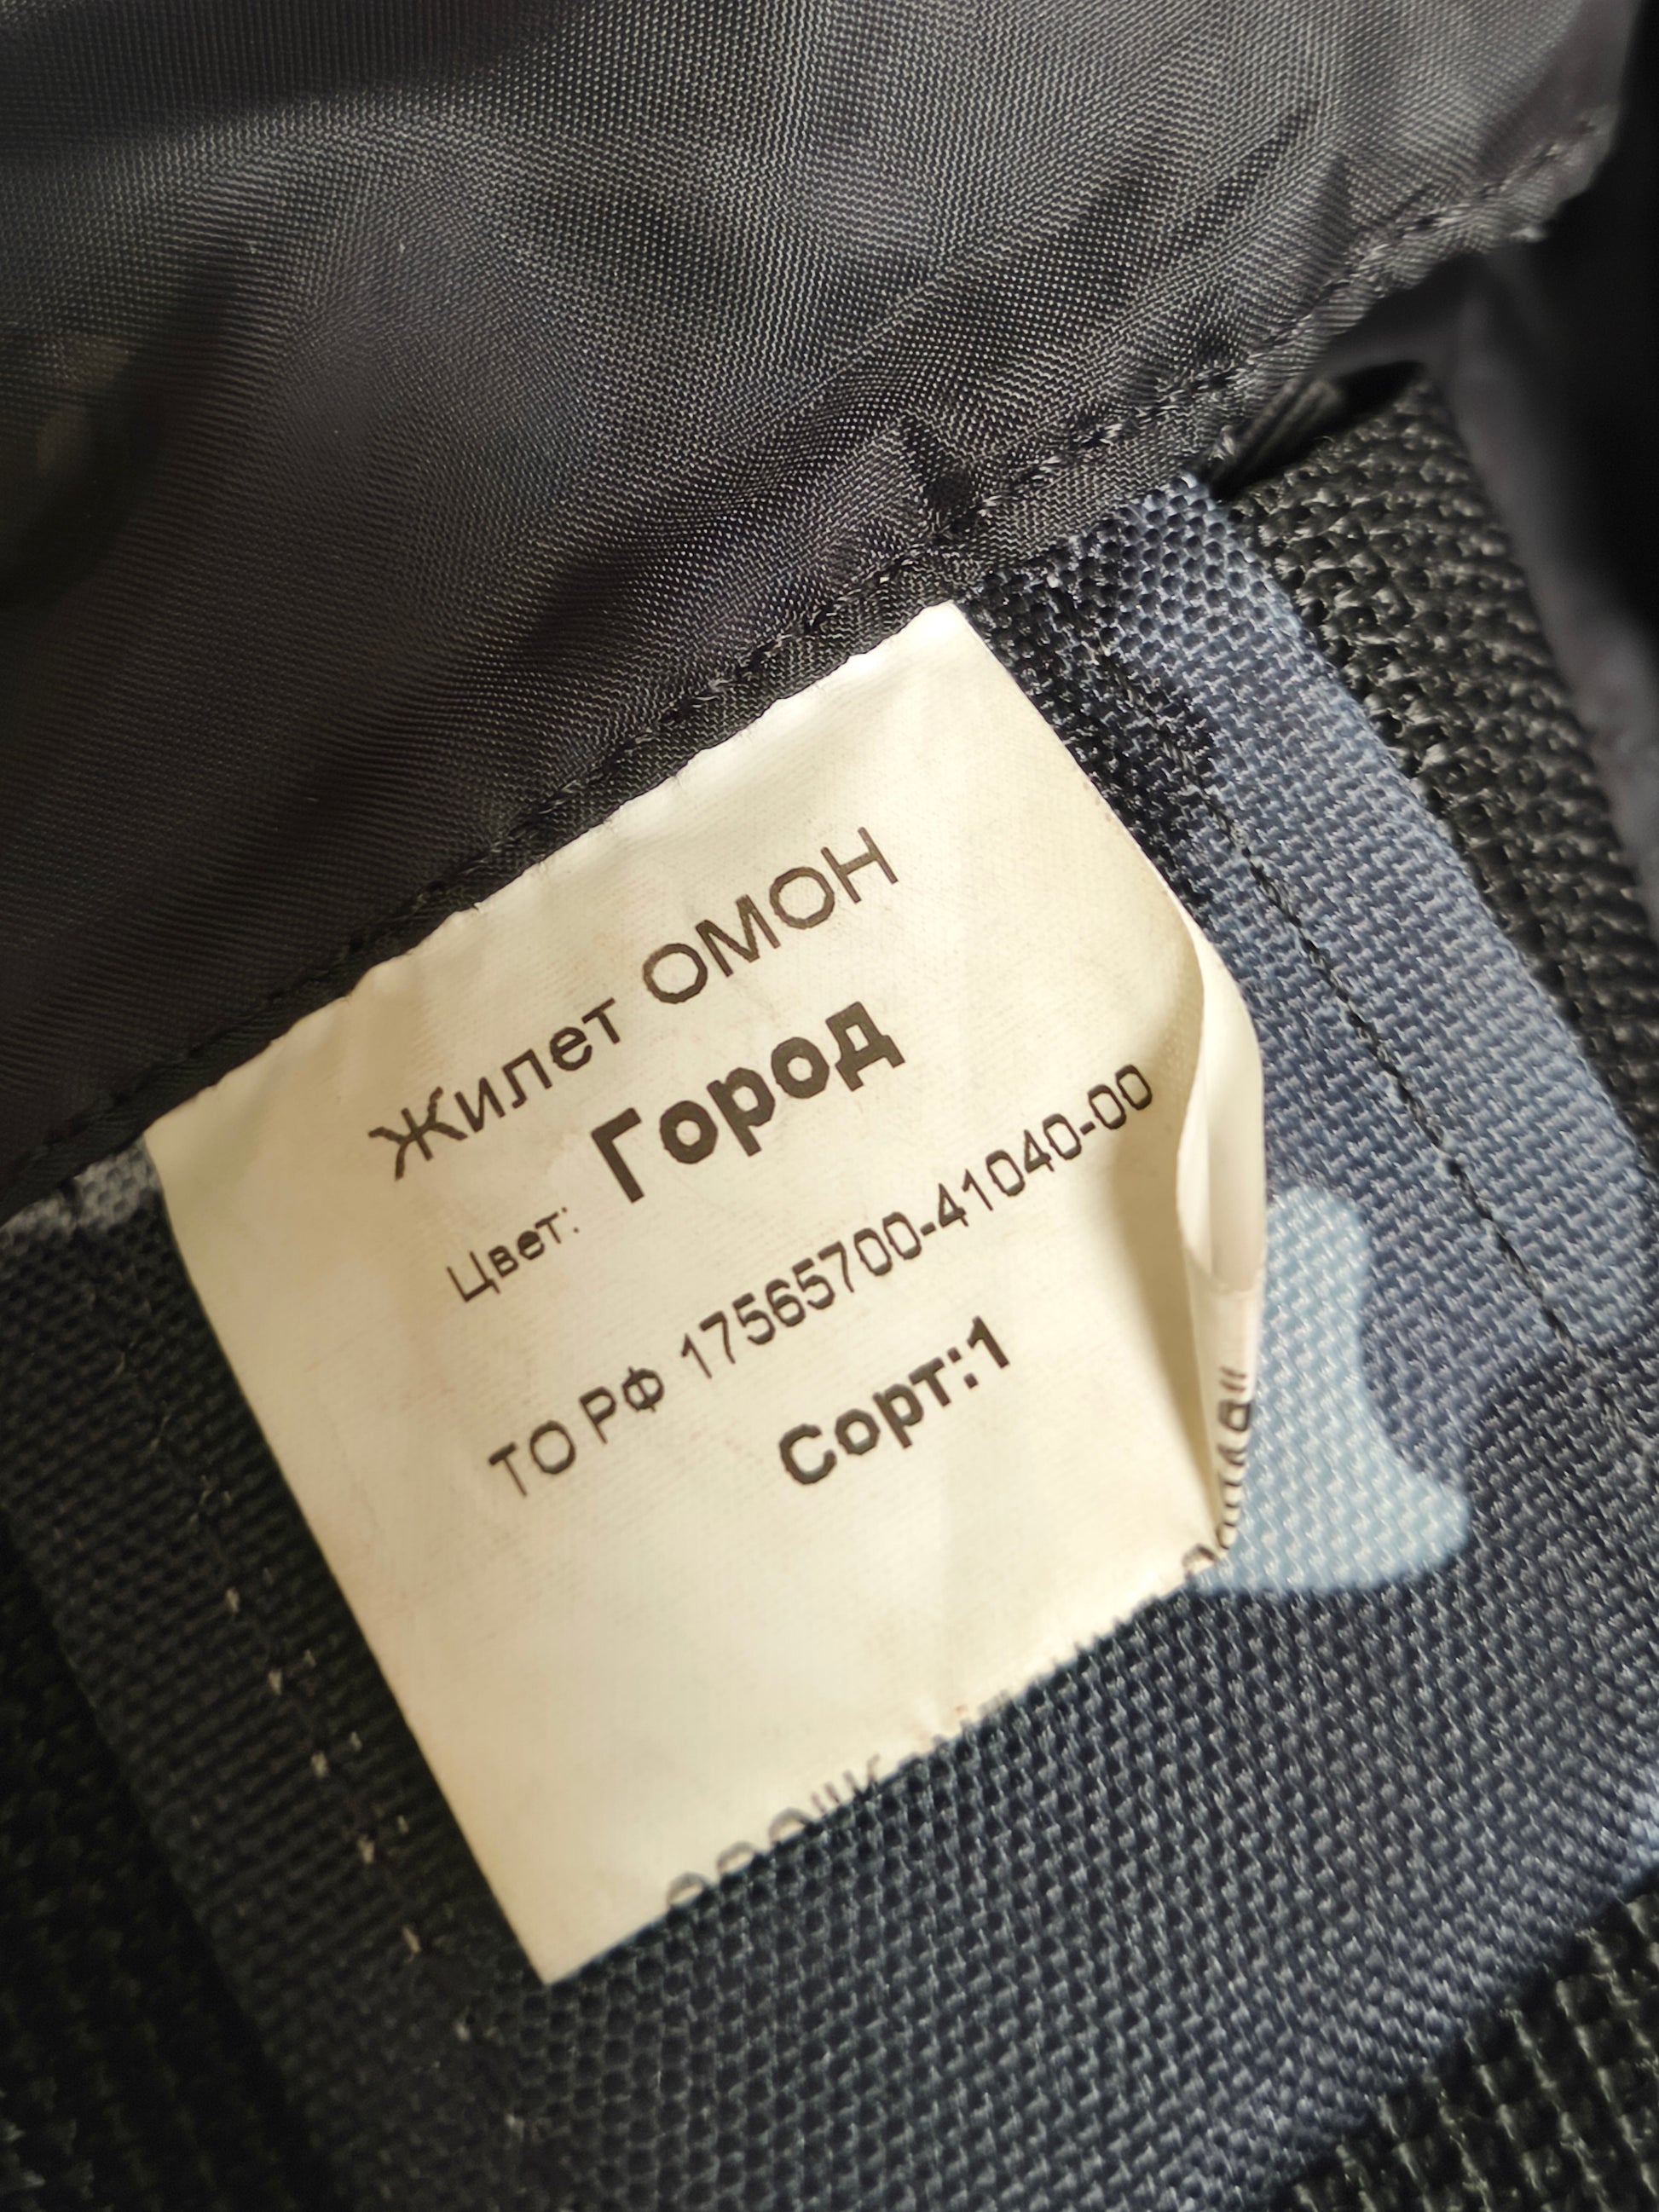 Жилет ОМОН
Цвет: Город
ТО РФ 17565700-41040-00
Сорт:1